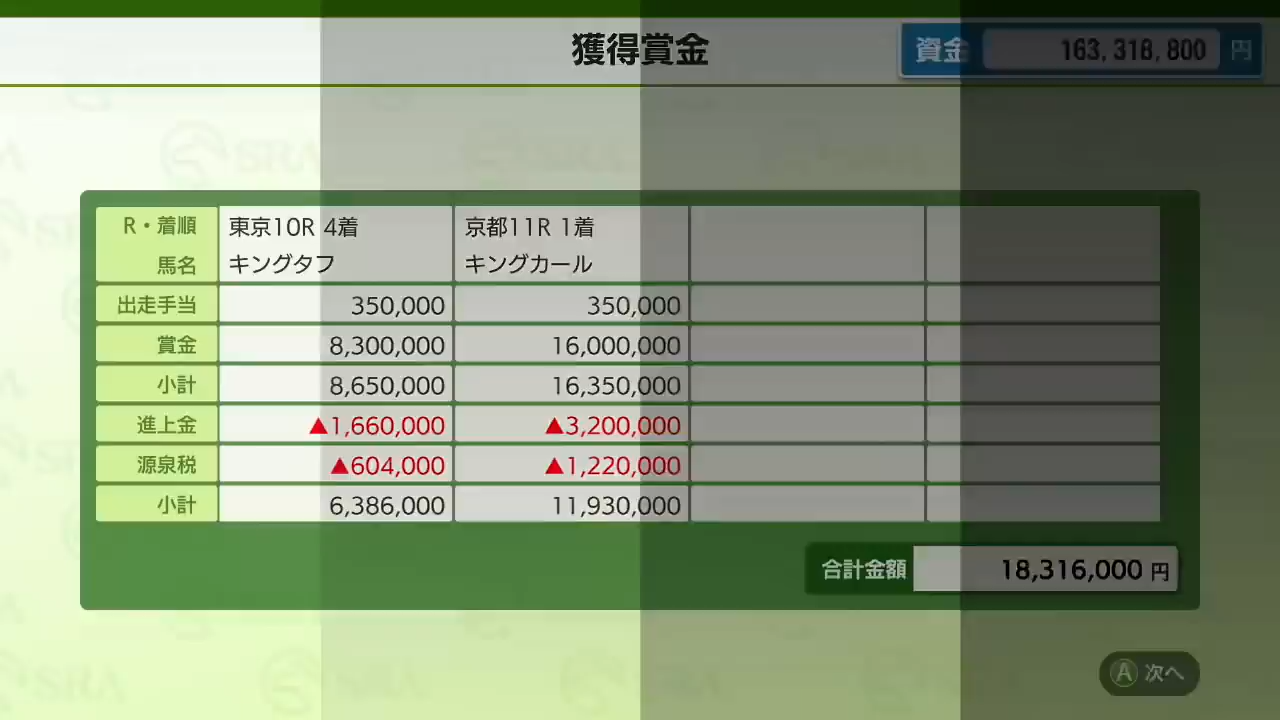 獲得賞金
資金 163,318,800 円
R・着順 東京10R 4着 京都11R 1着
馬名 キングタフ キングカール
出走手当 350,000 350,000
賞金 8,300,000 16,000,000
小計 8,650,000 16,350,000
進上金 ▲1,660,000 ▲3,200,000
源泉税 ▲604,000 ▲1,220,000
小計 6,386,000 11,930,000
合計金額 18,316,000 円
A 次へ
SRA